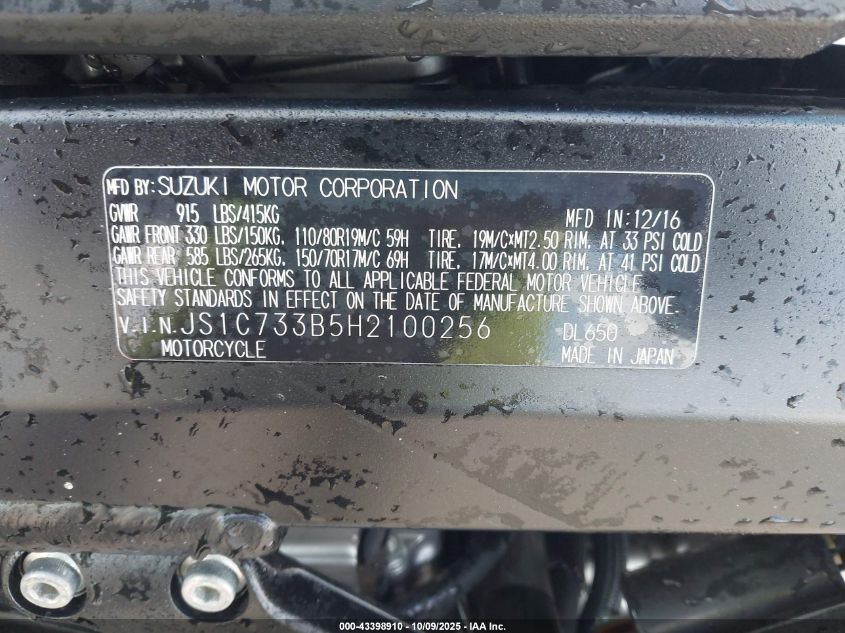 MFD BY: SUZUKI MOTOR CORPORATION
GVWR 915 LBS/415KG MFD IN: 12/16
GAWR FRONT 330 LBS/150KG, 110/80R19M/C 59H TIRE, 19M/C×MT2.50 RIM, AT 33 PSI COLD
GAWR REAR: 585 LBS/265KG, 150/70R17M/C 69H TIRE, 17M/C×MT4.00 RIM, AT 41 PSI COLD
THIS VEHICLE CONFORMS TO ALL APPLICABLE FEDERAL MOTOR VEHICLE
SAFETY STANDARDS IN EFFECT ON THE DATE OF MANUFACTURE SHOWN ABOVE.
V.I.N. JS1C733B5H2100256 DL650
MOTORCYCLE MADE IN JAPAN
000-43398910 - 10/09/2025 - IAA Inc.